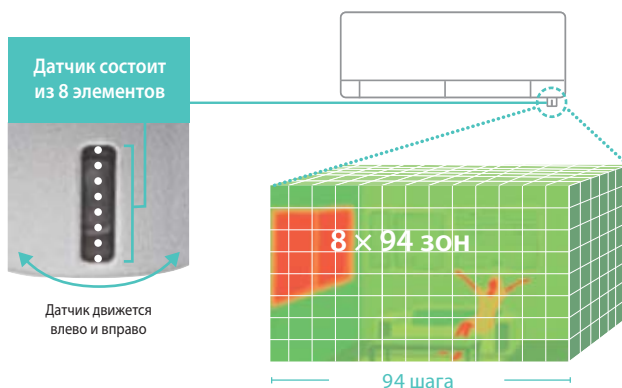 Датчик состоит
из 8 элементов
8 × 94 зон
Датчик движется
влево и вправо
94 шага